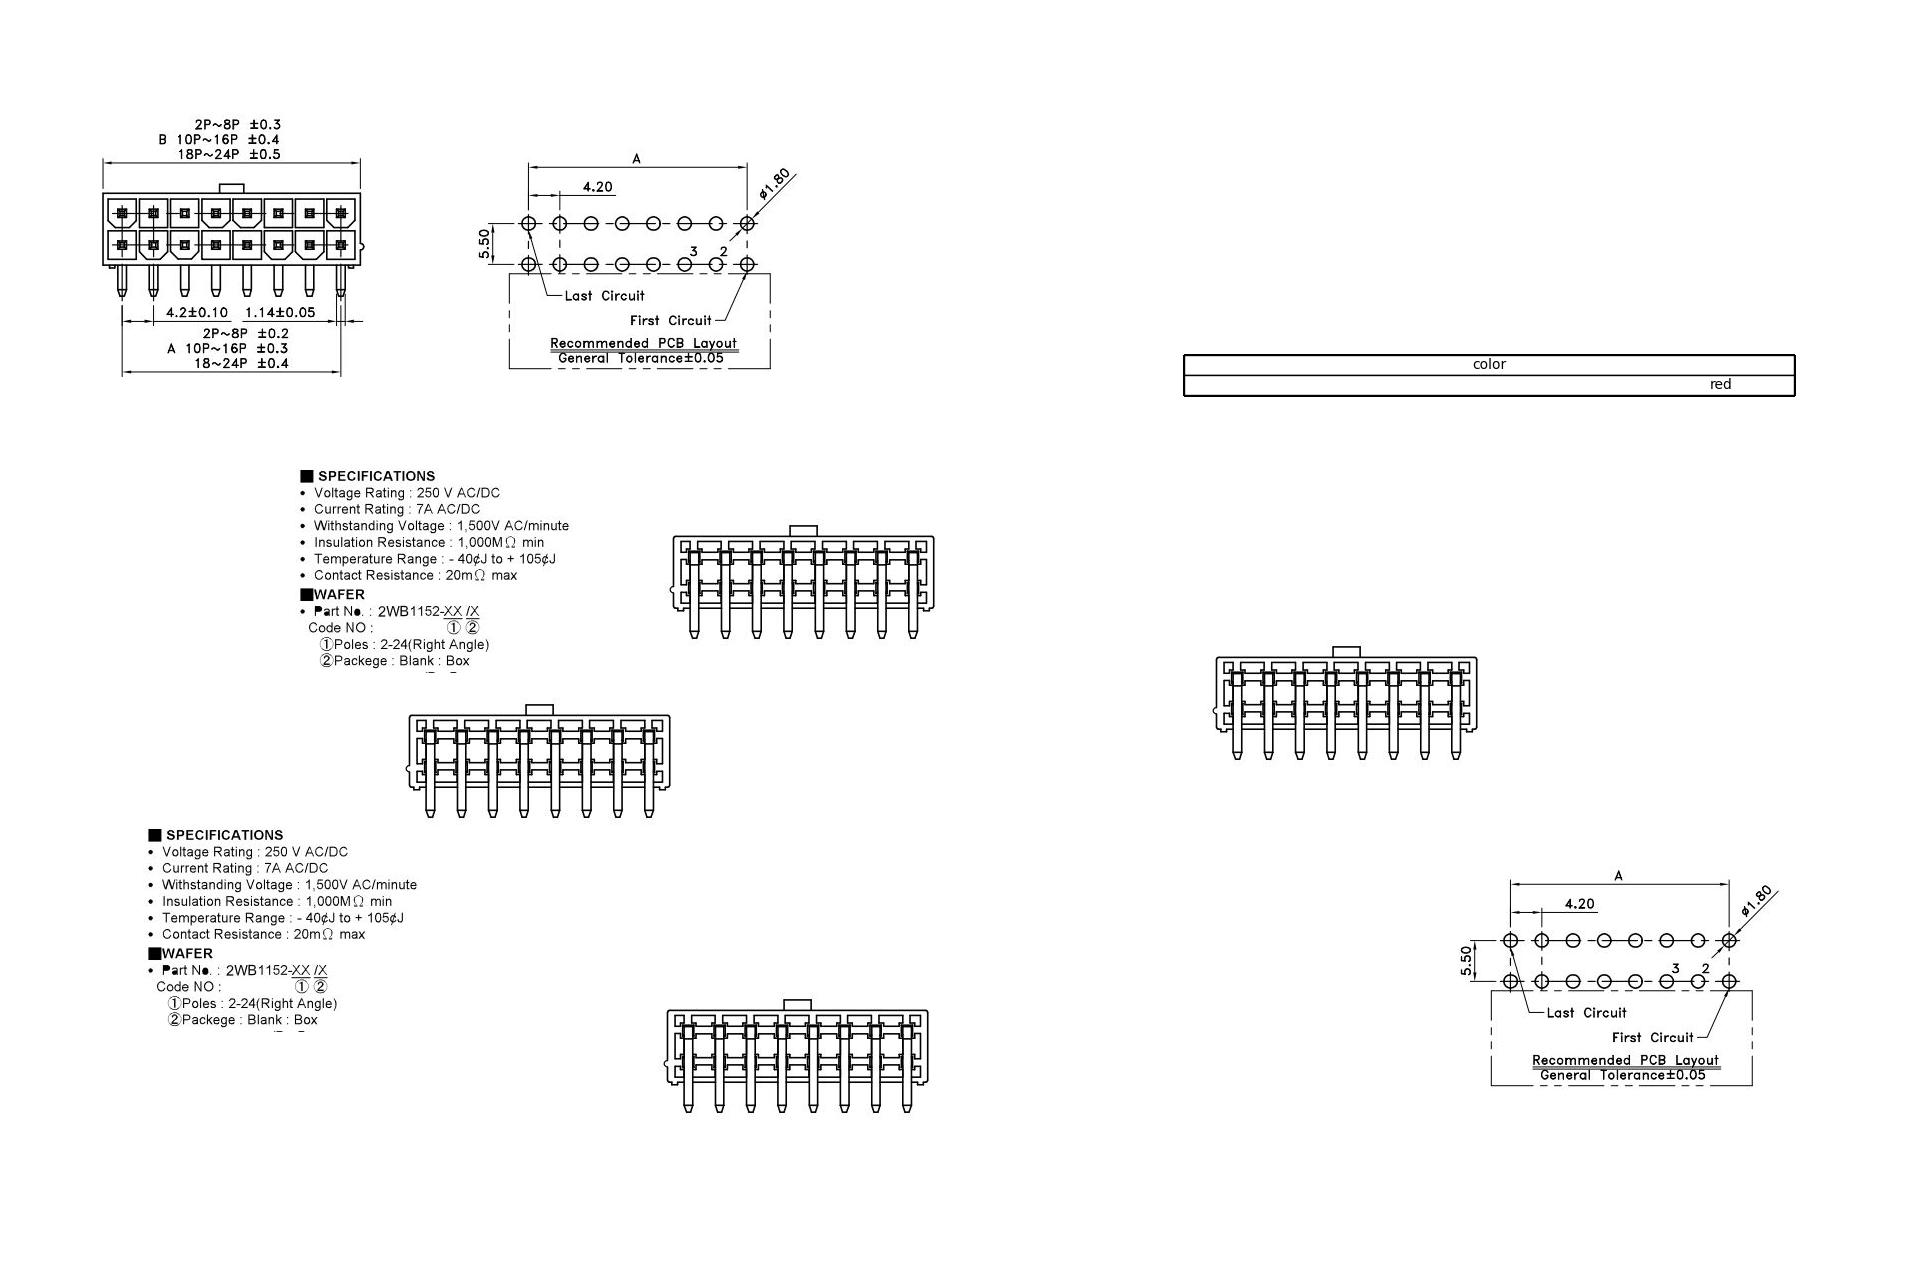 2P~8P ±0.3
B 10P~16P ±0.4
18P~24P ±0.5
4.2±0.10 1.14±0.05
2P~8P ±0.2
A 10P~16P ±0.3
18~24P ±0.4
A
4.20
ø1.80
5.50
3 2
Last Circuit
First Circuit
Recommended PCB Layout
General Tolerance±0.05
color
red
■ SPECIFICATIONS
• Voltage Rating : 250 V AC/DC
• Current Rating : 7A AC/DC
• Withstanding Voltage : 1,500V AC/minute
• Insulation Resistance : 1,000MΩ min
• Temperature Range : - 40¢J to + 105¢J
• Contact Resistance : 20mΩ max
■WAFER
• Part No. : 2WB1152-XX /X
Code NO : ① ②
①Poles : 2-24(Right Angle)
②Packege : Blank : Box
■ SPECIFICATIONS
• Voltage Rating : 250 V AC/DC
• Current Rating : 7A AC/DC
• Withstanding Voltage : 1,500V AC/minute
• Insulation Resistance : 1,000MΩ min
• Temperature Range : - 40¢J to + 105¢J
• Contact Resistance : 20mΩ max
■WAFER
• Part No. : 2WB1152-XX /X
Code NO : ① ②
①Poles : 2-24(Right Angle)
②Packege : Blank : Box
A
4.20
ø1.80
5.50
3 2
Last Circuit
First Circuit
Recommended PCB Layout
General Tolerance±0.05